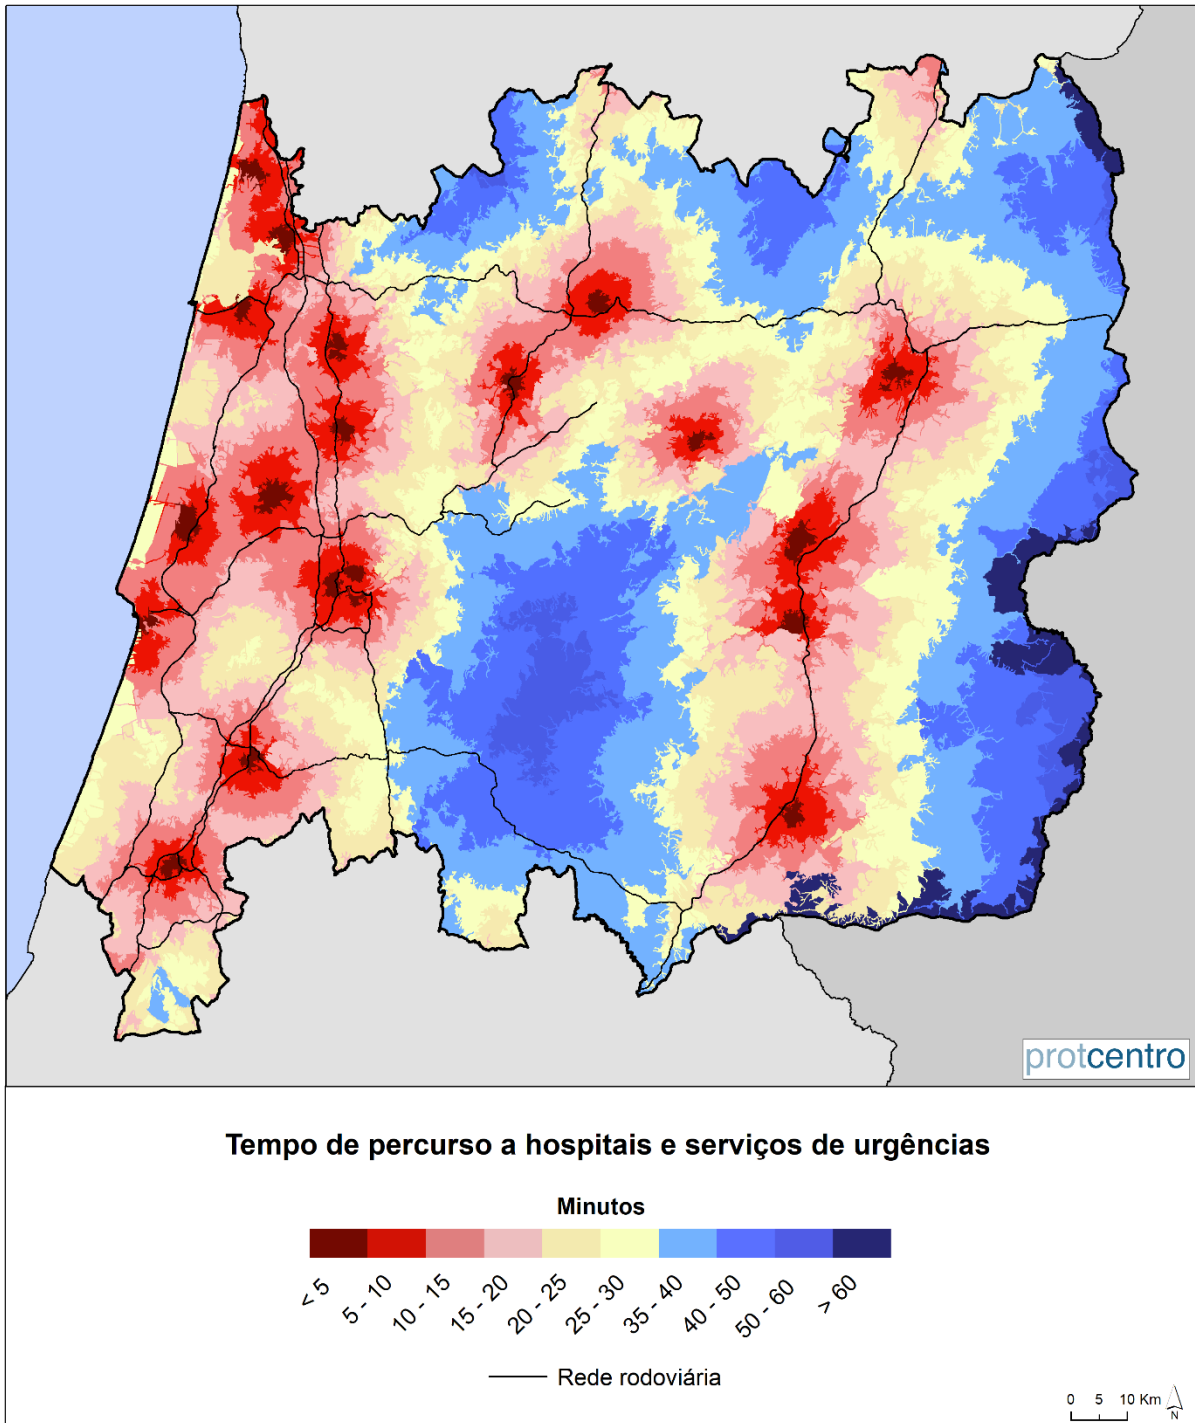 protcentro
Tempo de percurso a hospitais e serviços de urgências
Minutos
< 5
5 - 10
10 - 15
15 - 20
20 - 25
25 - 30
35 - 40
40 - 50
50 - 60
> 60
Rede rodoviária
0 5 10 Km
N